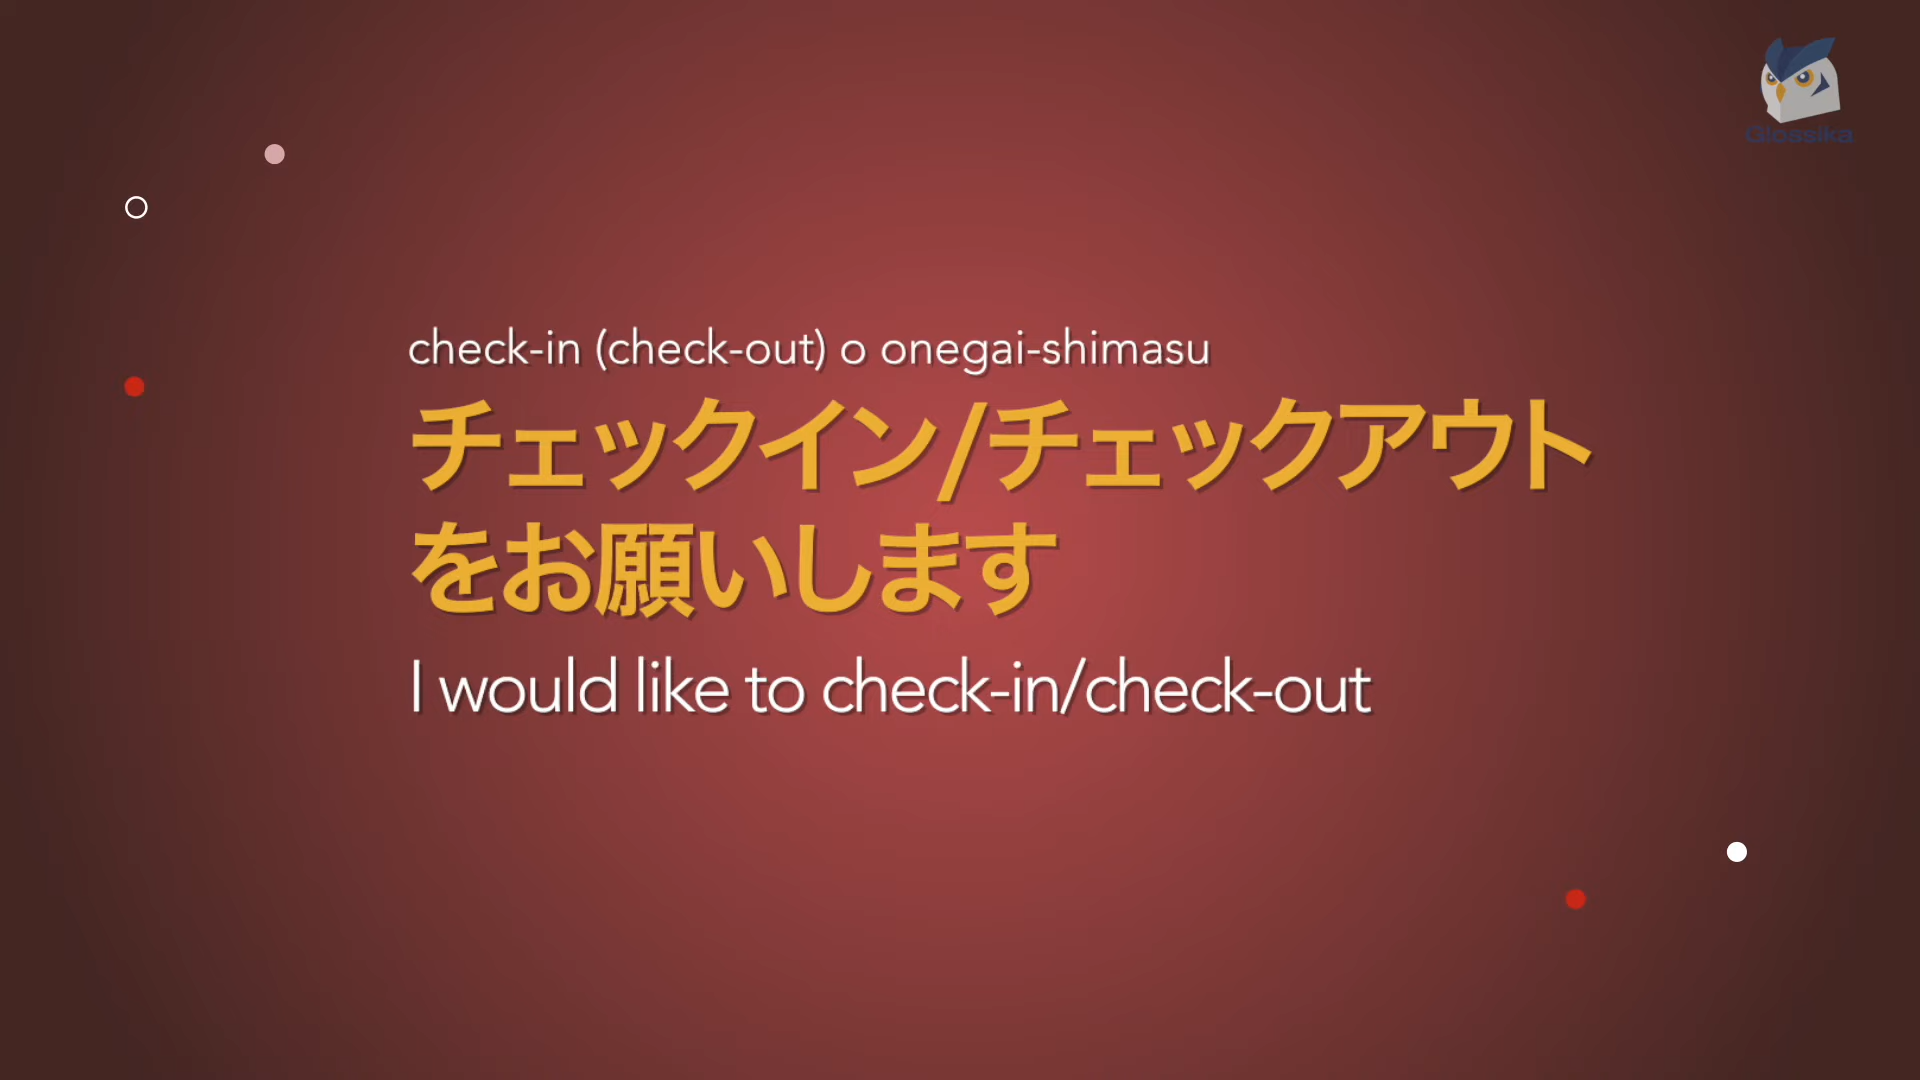 Glossika
check-in (check-out) o onegai-shimasu
チェックイン/チェックアウト
をお願いします
I would like to check-in/check-out